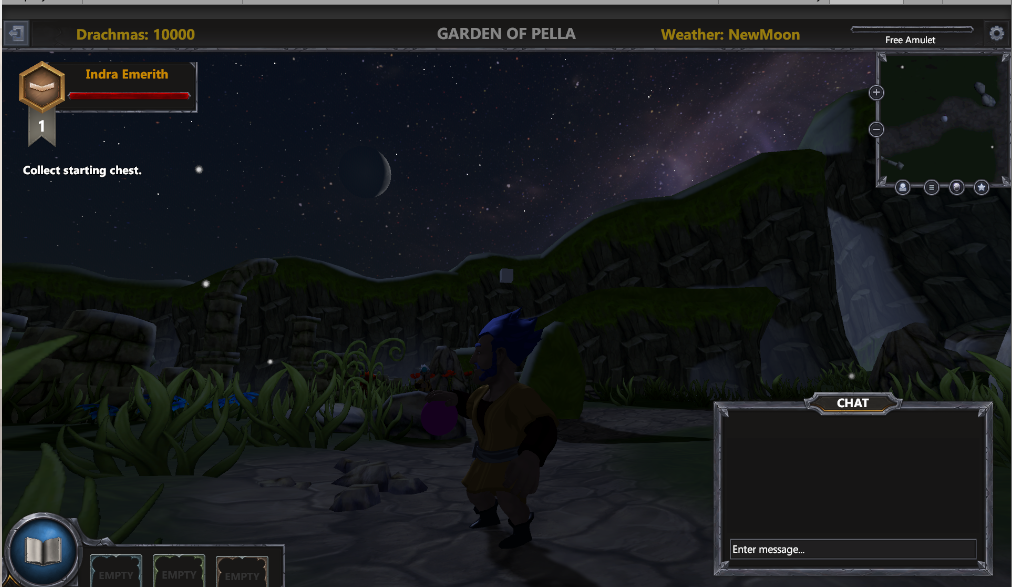 Drachmas: 10000
GARDEN OF PELLA
Weather: NewMoon
Free Amulet
Indra Emerith
1
Collect starting chest.
CHAT
Enter message...
EMPTY
EMPTY
EMPTY